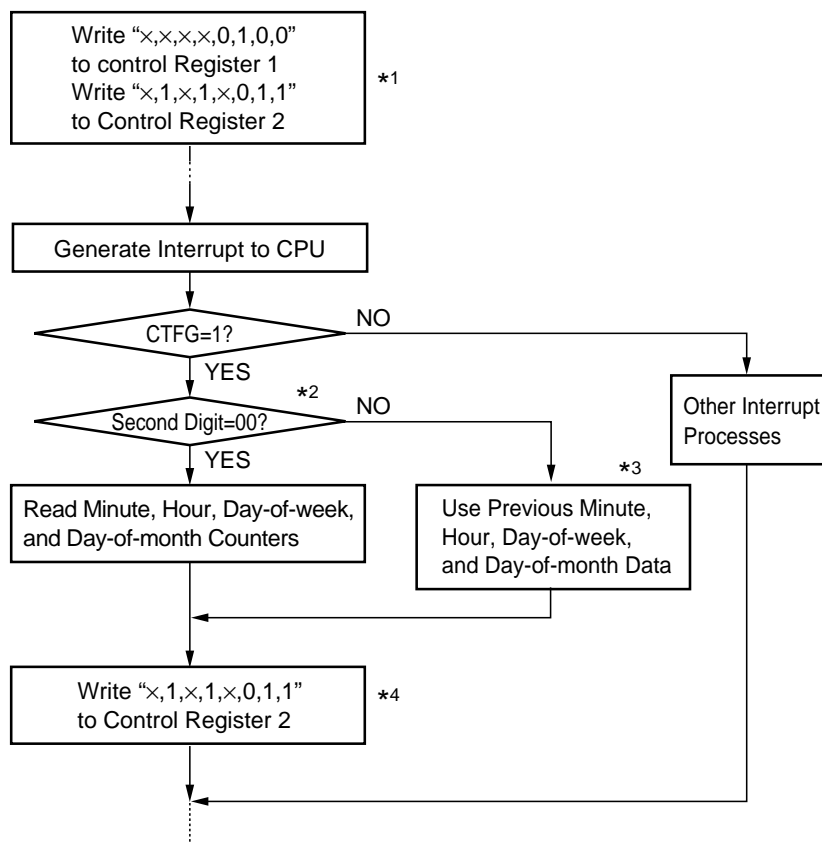 Write “×,×,×,×,0,1,0,0”
to control Register 1
Write “×,1,×,1,×,0,1,1”
to Control Register 2
*1
Generate Interrupt to CPU
CTFG=1?
NO
YES
*2
Second Digit=00?
NO
YES
Other Interrupt
Processes
*3
Read Minute, Hour, Day-of-week,
and Day-of-month Counters
Use Previous Minute,
Hour, Day-of-week,
and Day-of-month Data
Write “×,1,×,1,×,0,1,1”
to Control Register 2
*4